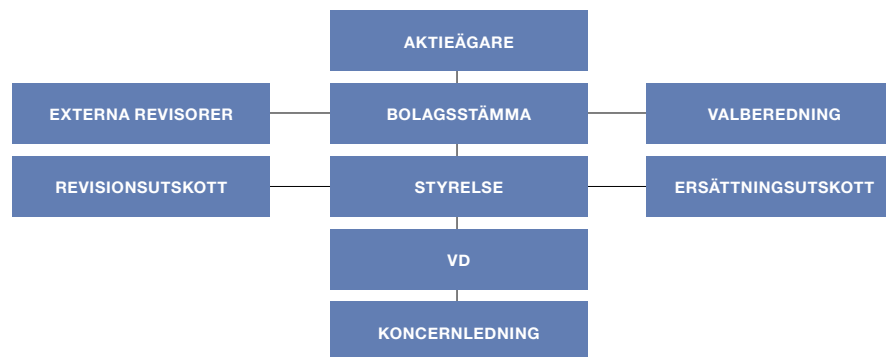 AKTIEÄGARE
EXTERNA REVISORER
BOLAGSSTÄMMA
VALBEREDNING
REVISIONSUTSKOTT
STYRELSE
ERSÄTTNINGSUTSKOTT
VD
KONCERNLEDNING